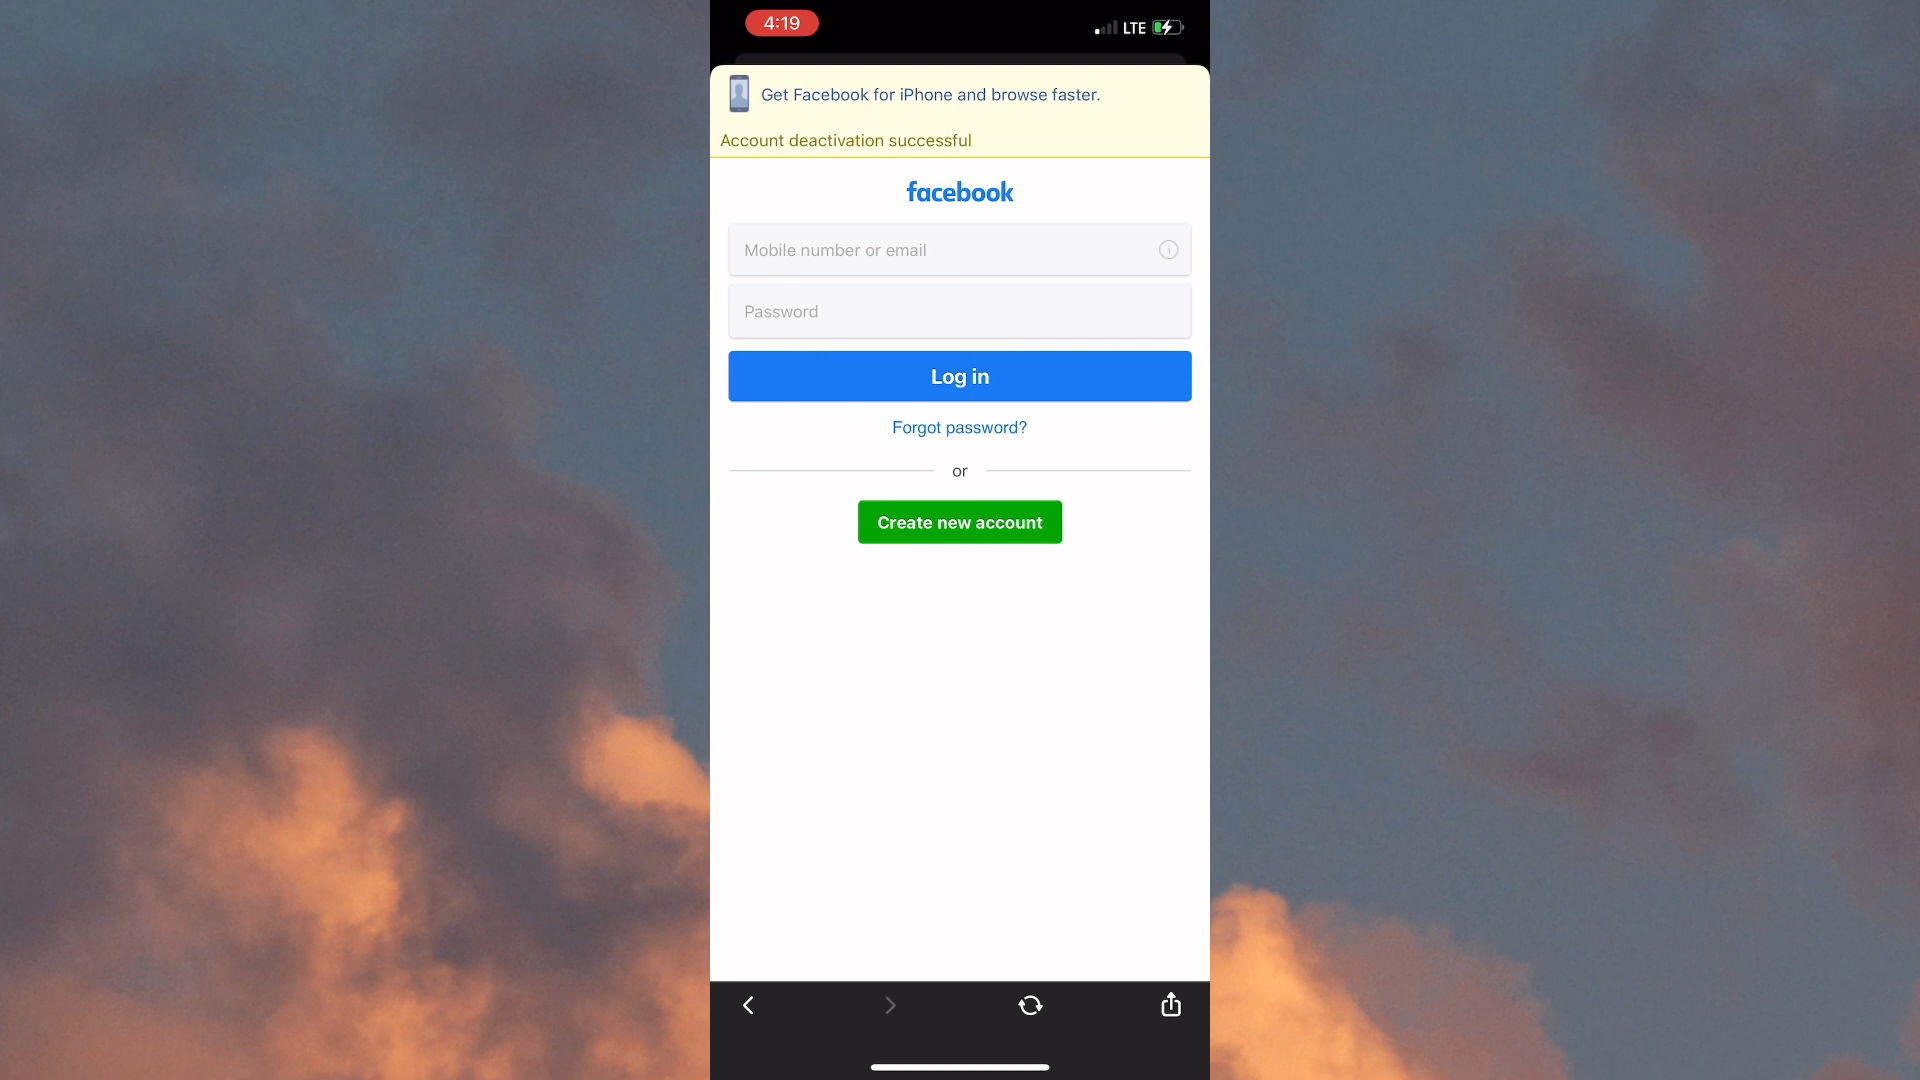 4:19
LTE
Get Facebook for iPhone and browse faster.
Account deactivation successful
facebook
Mobile number or email
Password
Log in
Forgot password?
or
Create new account